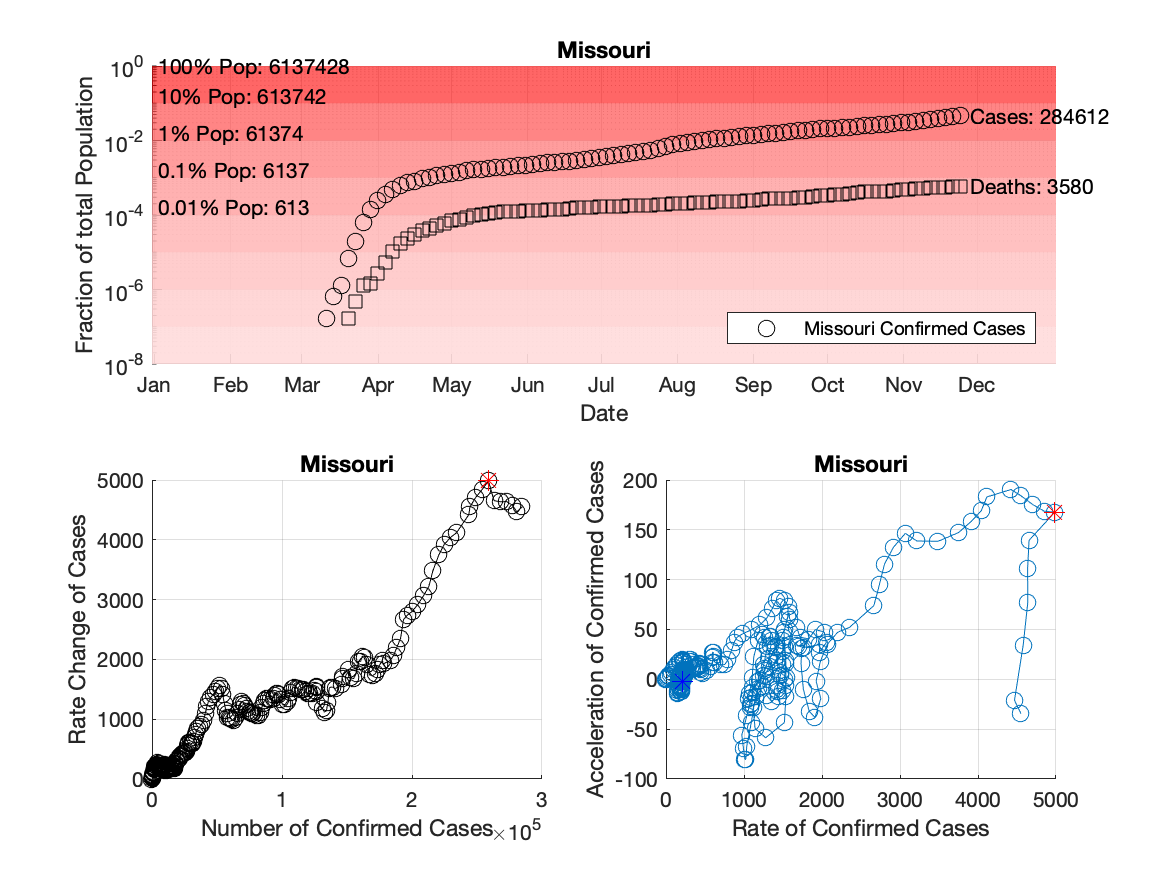 Missouri
10^0
10^-2
10^-4
10^-6
10^-8
Fraction of total Population
100% Pop: 6137428
10% Pop: 613742
1% Pop: 61374
0.1% Pop: 6137
0.01% Pop: 613
Cases: 284612
Deaths: 3580
Missouri Confirmed Cases
Jan Feb Mar Apr May Jun Jul Aug Sep Oct Nov Dec
Date
Missouri
5000
4000
3000
2000
1000
0
Rate Change of Cases
0 1 2 3
Number of Confirmed Cases
×10^5
Missouri
200
150
100
50
0
-50
-100
Acceleration of Confirmed Cases
0 1000 2000 3000 4000 5000
Rate of Confirmed Cases